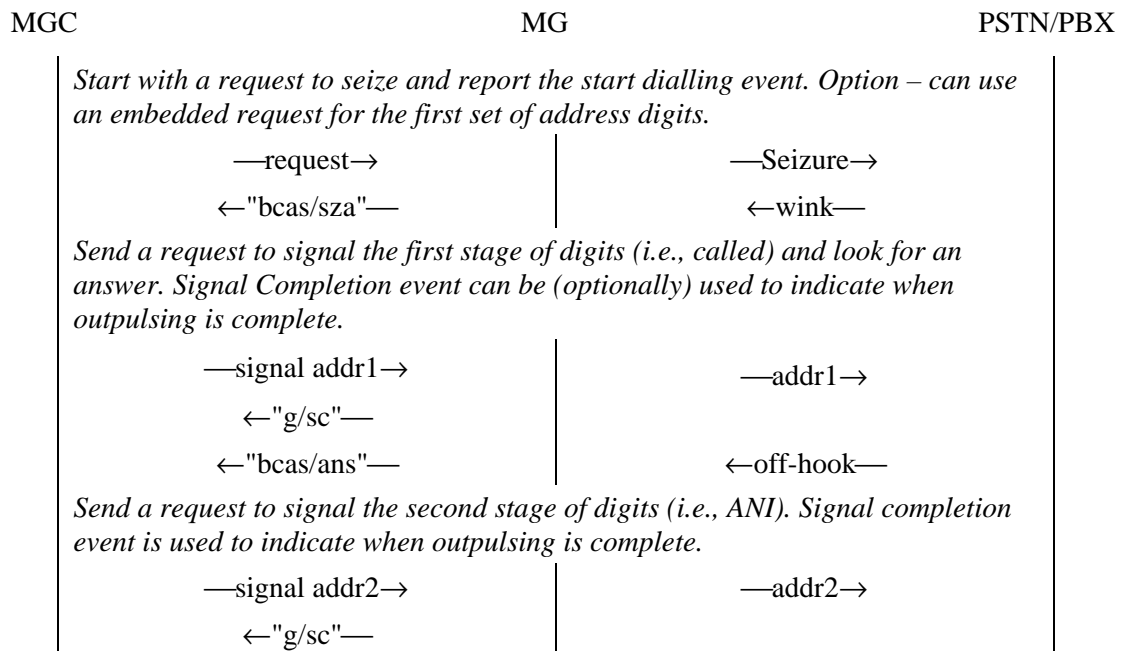 MGC MG PSTN/PBX
Start with a request to seize and report the start dialling event. Option – can use
an embedded request for the first set of address digits.
—request→ —Seizure→
←"bcas/sza"— ←wink—
Send a request to signal the first stage of digits (i.e., called) and look for an
answer. Signal Completion event can be (optionally) used to indicate when
outpulsing is complete.
—signal addr1→ —addr1→
←"g/sc"—
←"bcas/ans"— ←off-hook—
Send a request to signal the second stage of digits (i.e., ANI). Signal completion
event is used to indicate when outpulsing is complete.
—signal addr2→ —addr2→
←"g/sc"—